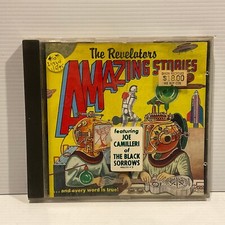 The Revelators
AMAZING STORIES
$18.00
featuring
JOE
CAMILLERI
of
THE BLACK
SORROWS
...and every word is true!